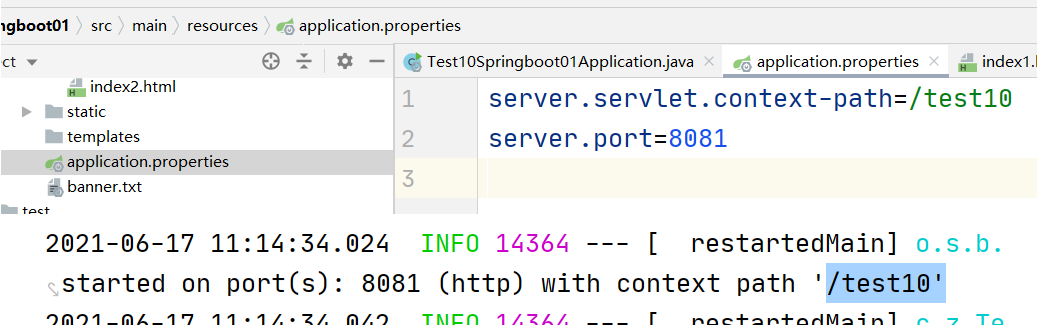 ngboot01 src main resources application.properties
ct
Test10Springboot01Application.java application.properties index1.
index2.html
static
templates
application.properties
banner.txt
test
1 server.servlet.context-path=/test10
2 server.port=8081
3
2021-06-17 11:14:34.024 INFO 14364 --- [ restartedMain] o.s.b.
started on port(s): 8081 (http) with context path '/test10'
2021-06-17 11:14:34.042 INFO 14364 --- [ restartedMain] c.z.Te